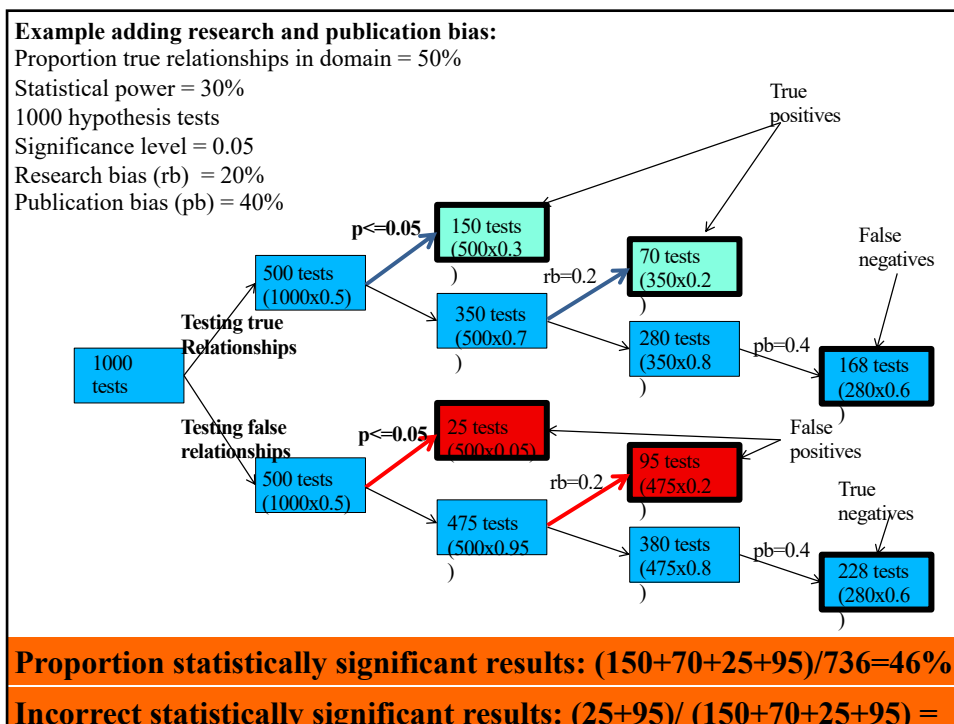 Example adding research and publication bias:
Proportion true relationships in domain = 50%
Statistical power = 30%
1000 hypothesis tests
Significance level = 0.05
Research bias (rb)  = 20%
Publication bias (pb) = 40%
True
positives
p<=0.05
150 tests
(500x0.3
)
500 tests
(1000x0.5)
rb=0.2
70 tests
(350x0.2
)
False
negatives
Testing true
Relationships
350 tests
(500x0.7
)
280 tests
(350x0.8
)
pb=0.4
168 tests
(280x0.6
)
1000
tests
Testing false
relationships
p<=0.05
25 tests
(500x0.05)
False
positives
500 tests
(1000x0.5)
rb=0.2
95 tests
(475x0.2
)
True
negatives
475 tests
(500x0.95
)
380 tests
(475x0.8
)
pb=0.4
228 tests
(280x0.6
)
Proportion statistically significant results: (150+70+25+95)/736=46%
Incorrect statistically significant results: (25+95)/ (150+70+25+95) =